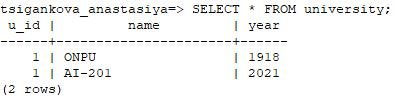 tsigankova_anastasiya=> SELECT * FROM university;
 u_id |          name          | year
------+------------------------+------
    1 | ONPU                   | 1918
    1 | AI-201                 | 2021
(2 rows)